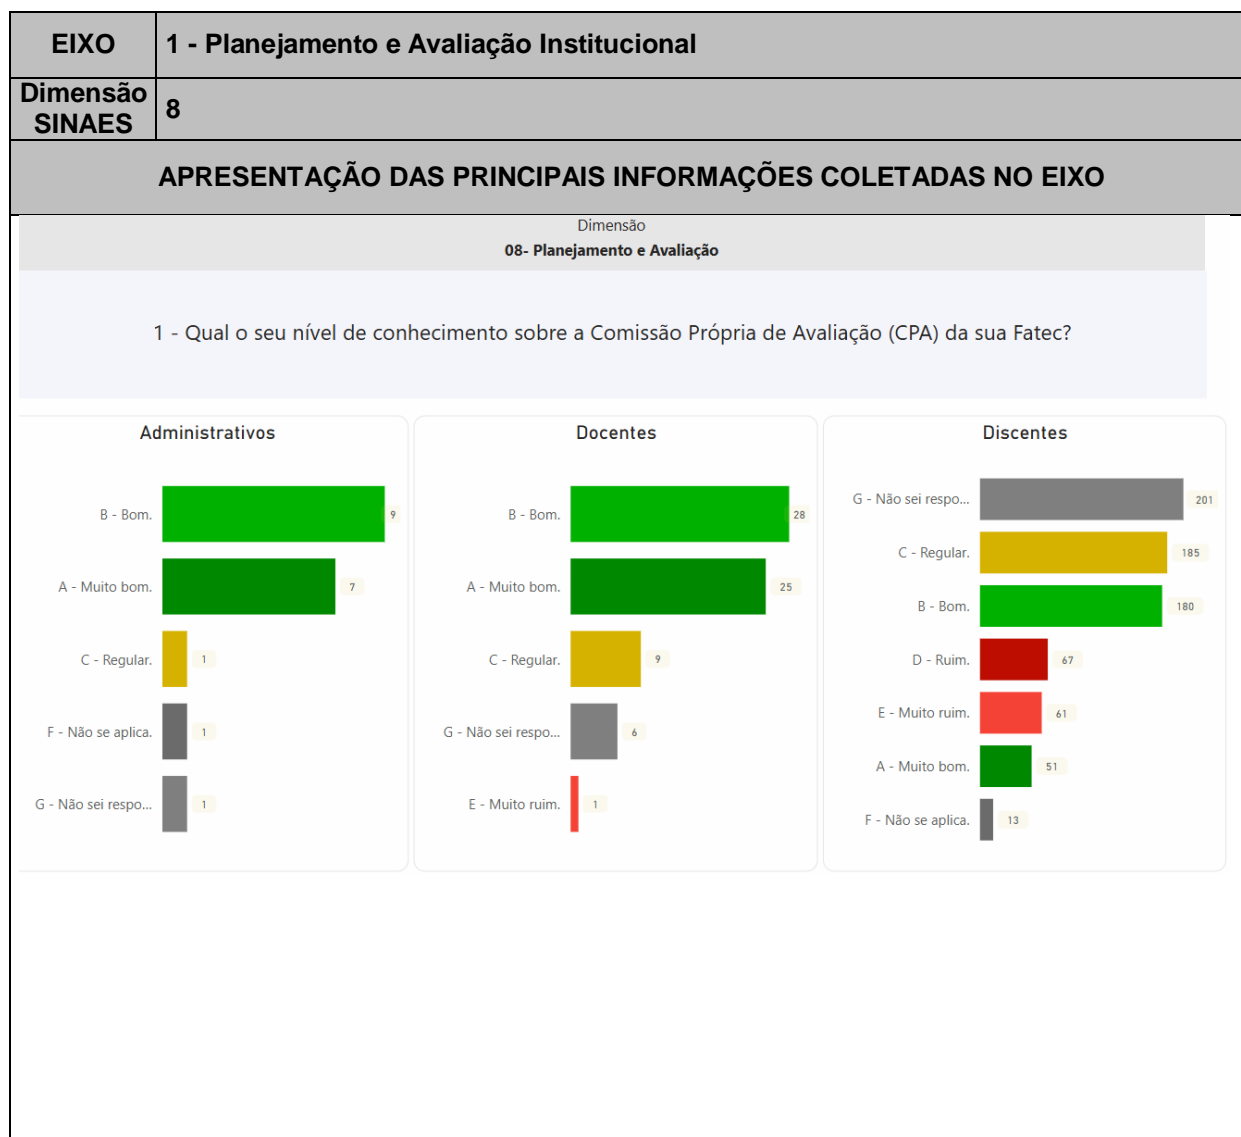 EIXO
1 - Planejamento e Avaliação Institucional
Dimensão
SINAES
8
APRESENTAÇÃO DAS PRINCIPAIS INFORMAÇÕES COLETADAS NO EIXO
Dimensão
08- Planejamento e Avaliação
1 - Qual o seu nível de conhecimento sobre a Comissão Própria de Avaliação (CPA) da sua Fatec?
Administrativos
B - Bom. 9
A - Muito bom. 7
C - Regular. 1
F - Não se aplica. 1
G - Não sei respo... 1
Docentes
B - Bom. 28
A - Muito bom. 25
C - Regular. 9
G - Não sei respo... 6
E - Muito ruim. 1
Discentes
G - Não sei respo... 201
C - Regular. 185
B - Bom. 180
D - Ruim. 67
E - Muito ruim. 61
A - Muito bom. 51
F - Não se aplica. 13